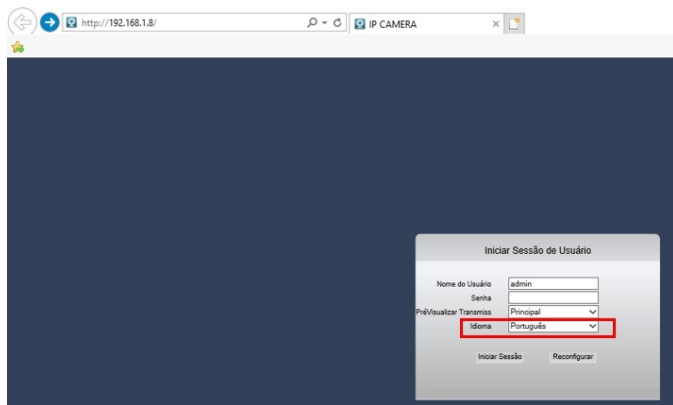 http://192.168.1.8/
IP CAMERA
Iniciar Sessão de Usuário
Nome do Usuário admin
Senha
PréVisualizar Transmiss Principal
Idioma Português
Iniciar Sessão Reconfigurar